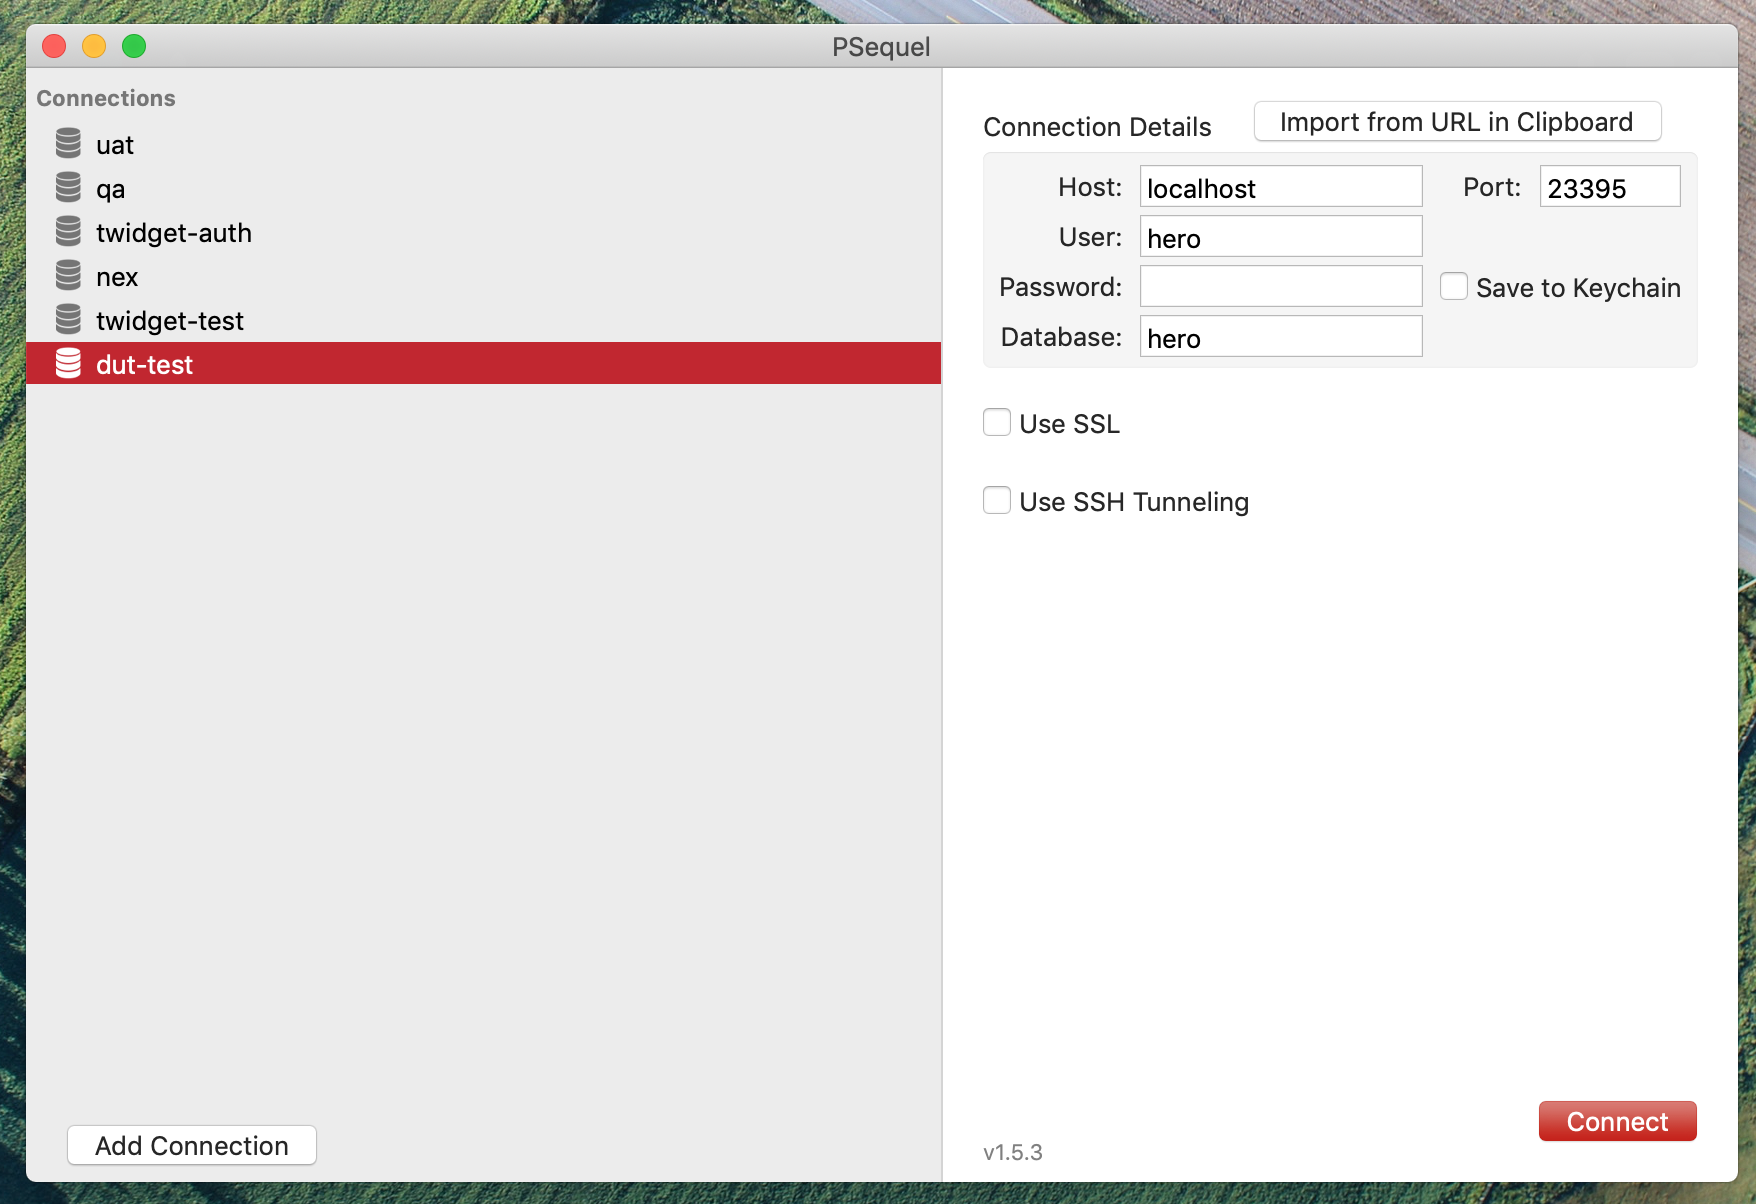 PSequel
Connections
uat
qa
twidget-auth
nex
twidget-test
dut-test
Add Connection
Connection Details Import from URL in Clipboard
Host: localhost Port: 23395
User: hero
Password: Save to Keychain
Database: hero
Use SSL
Use SSH Tunneling
Connect
v1.5.3